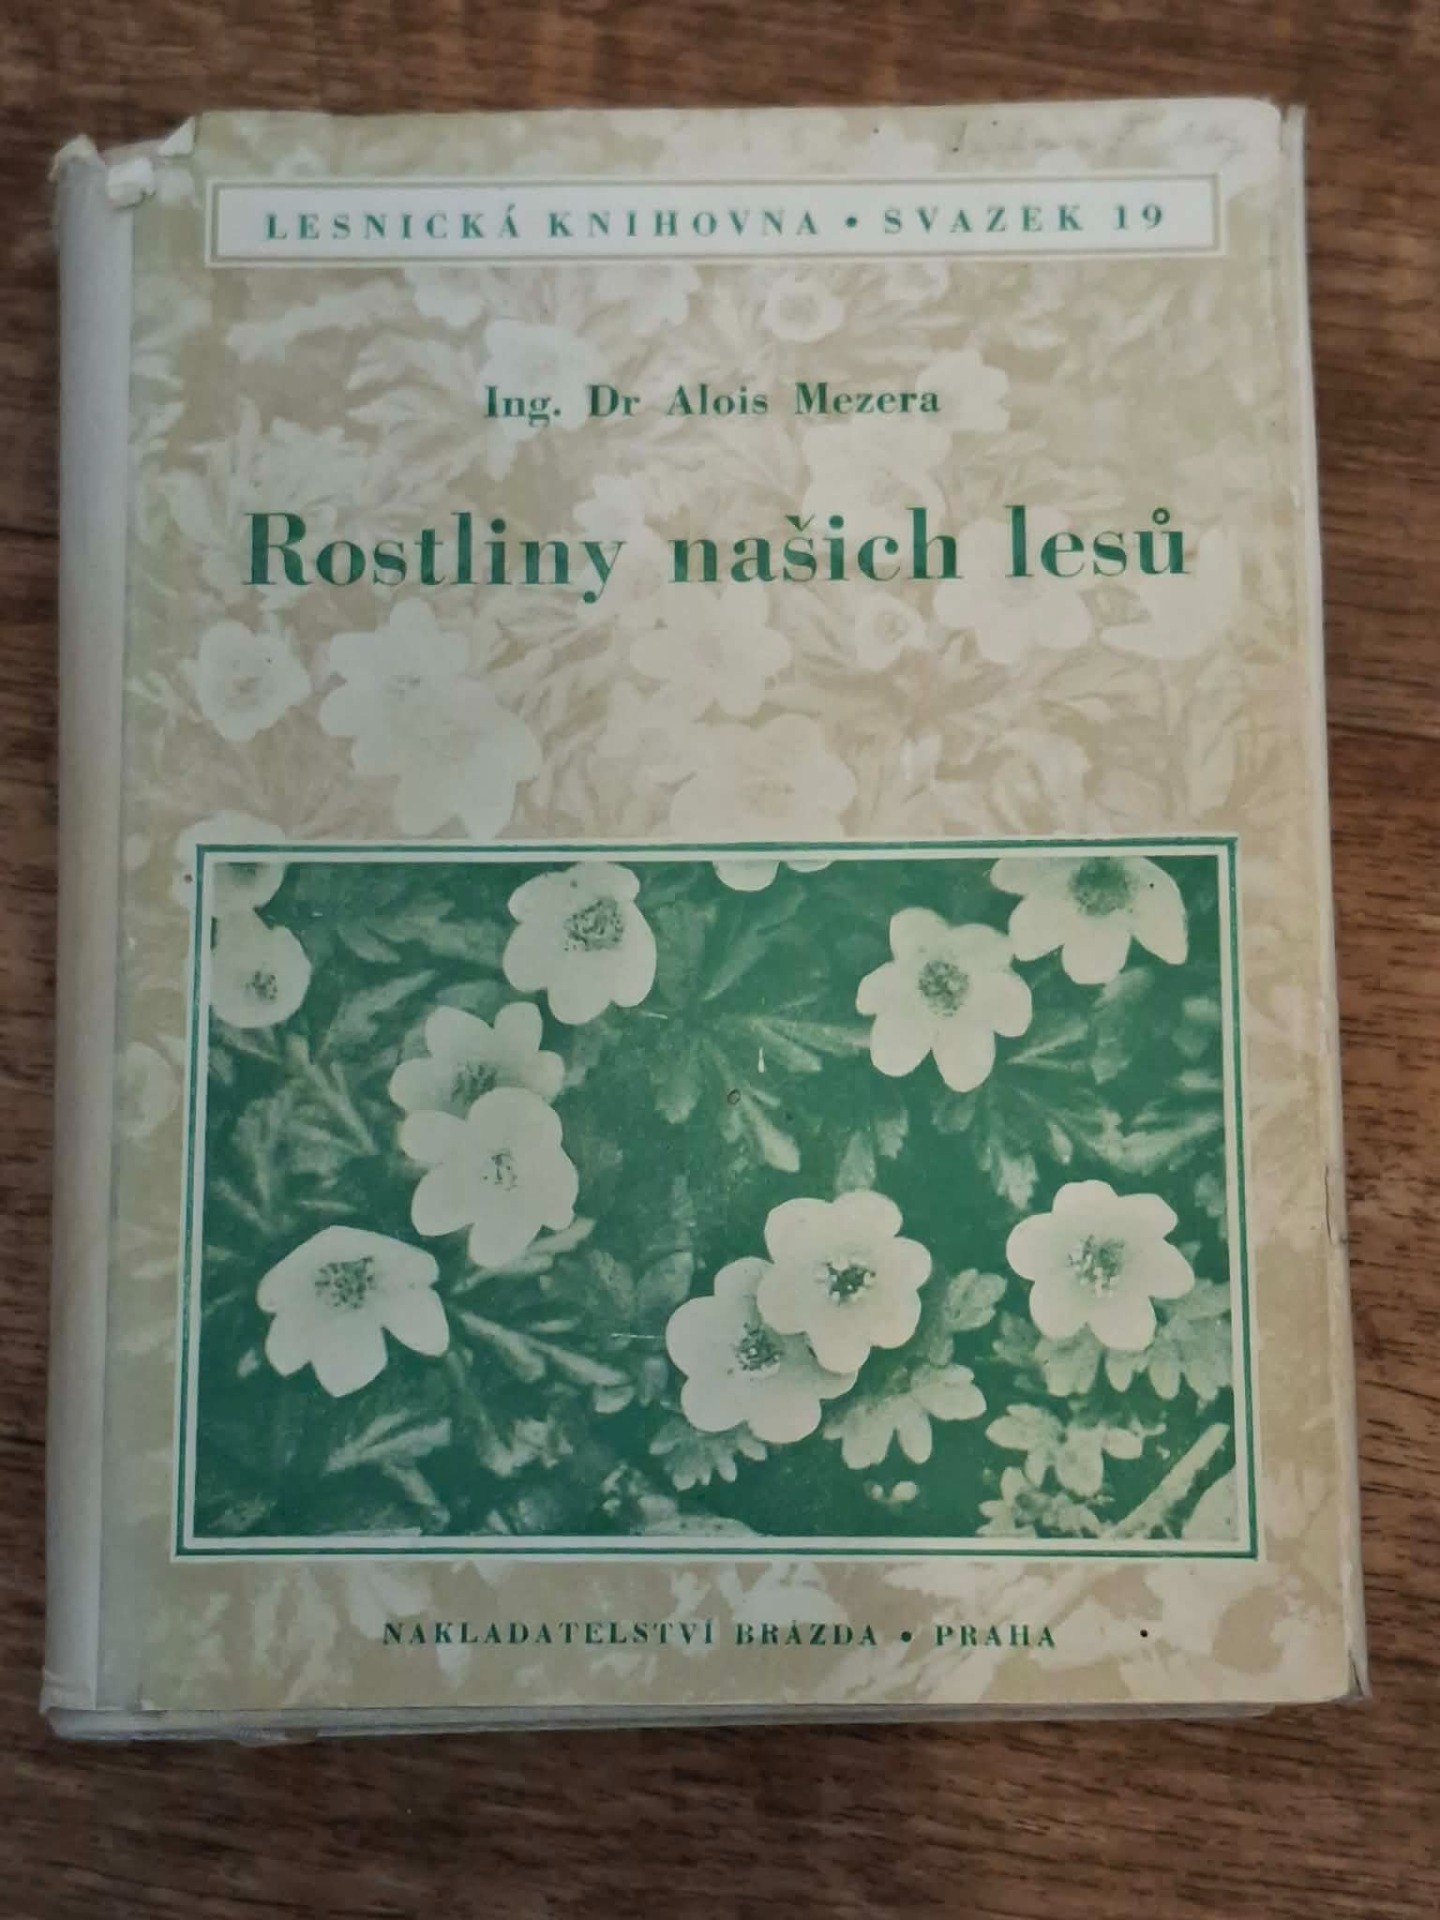 LESNICKÁ KNIHOVNA • SVAZEK 19
Ing. Dr Alois Mezera
Rostliny našich lesů
NAKLADATELSTVÍ BRÁZDA • PRAHA